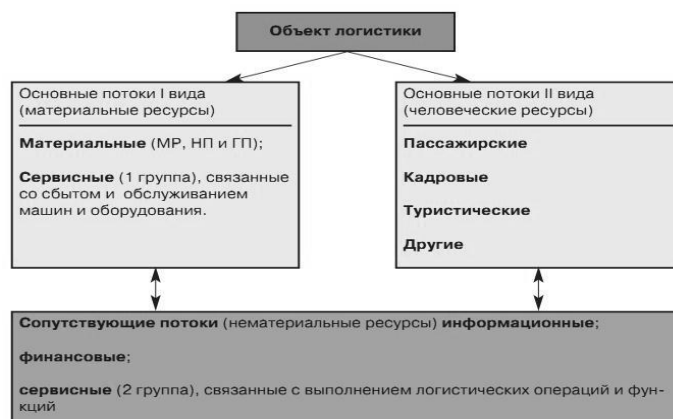 Объект логистики
Основные потоки I вида
(материальные ресурсы)
Материальные (МР, НП и ГП);
Сервисные (1 группа), связанные
со сбытом и обслуживанием
машин и оборудования.
Основные потоки II вида
(человеческие ресурсы)
Пассажирские
Кадровые
Туристические
Другие
Сопутствующие потоки (нематериальные ресурсы) информационные;
финансовые;
сервисные (2 группа), связанные с выполнением логистических операций и фун-
кций